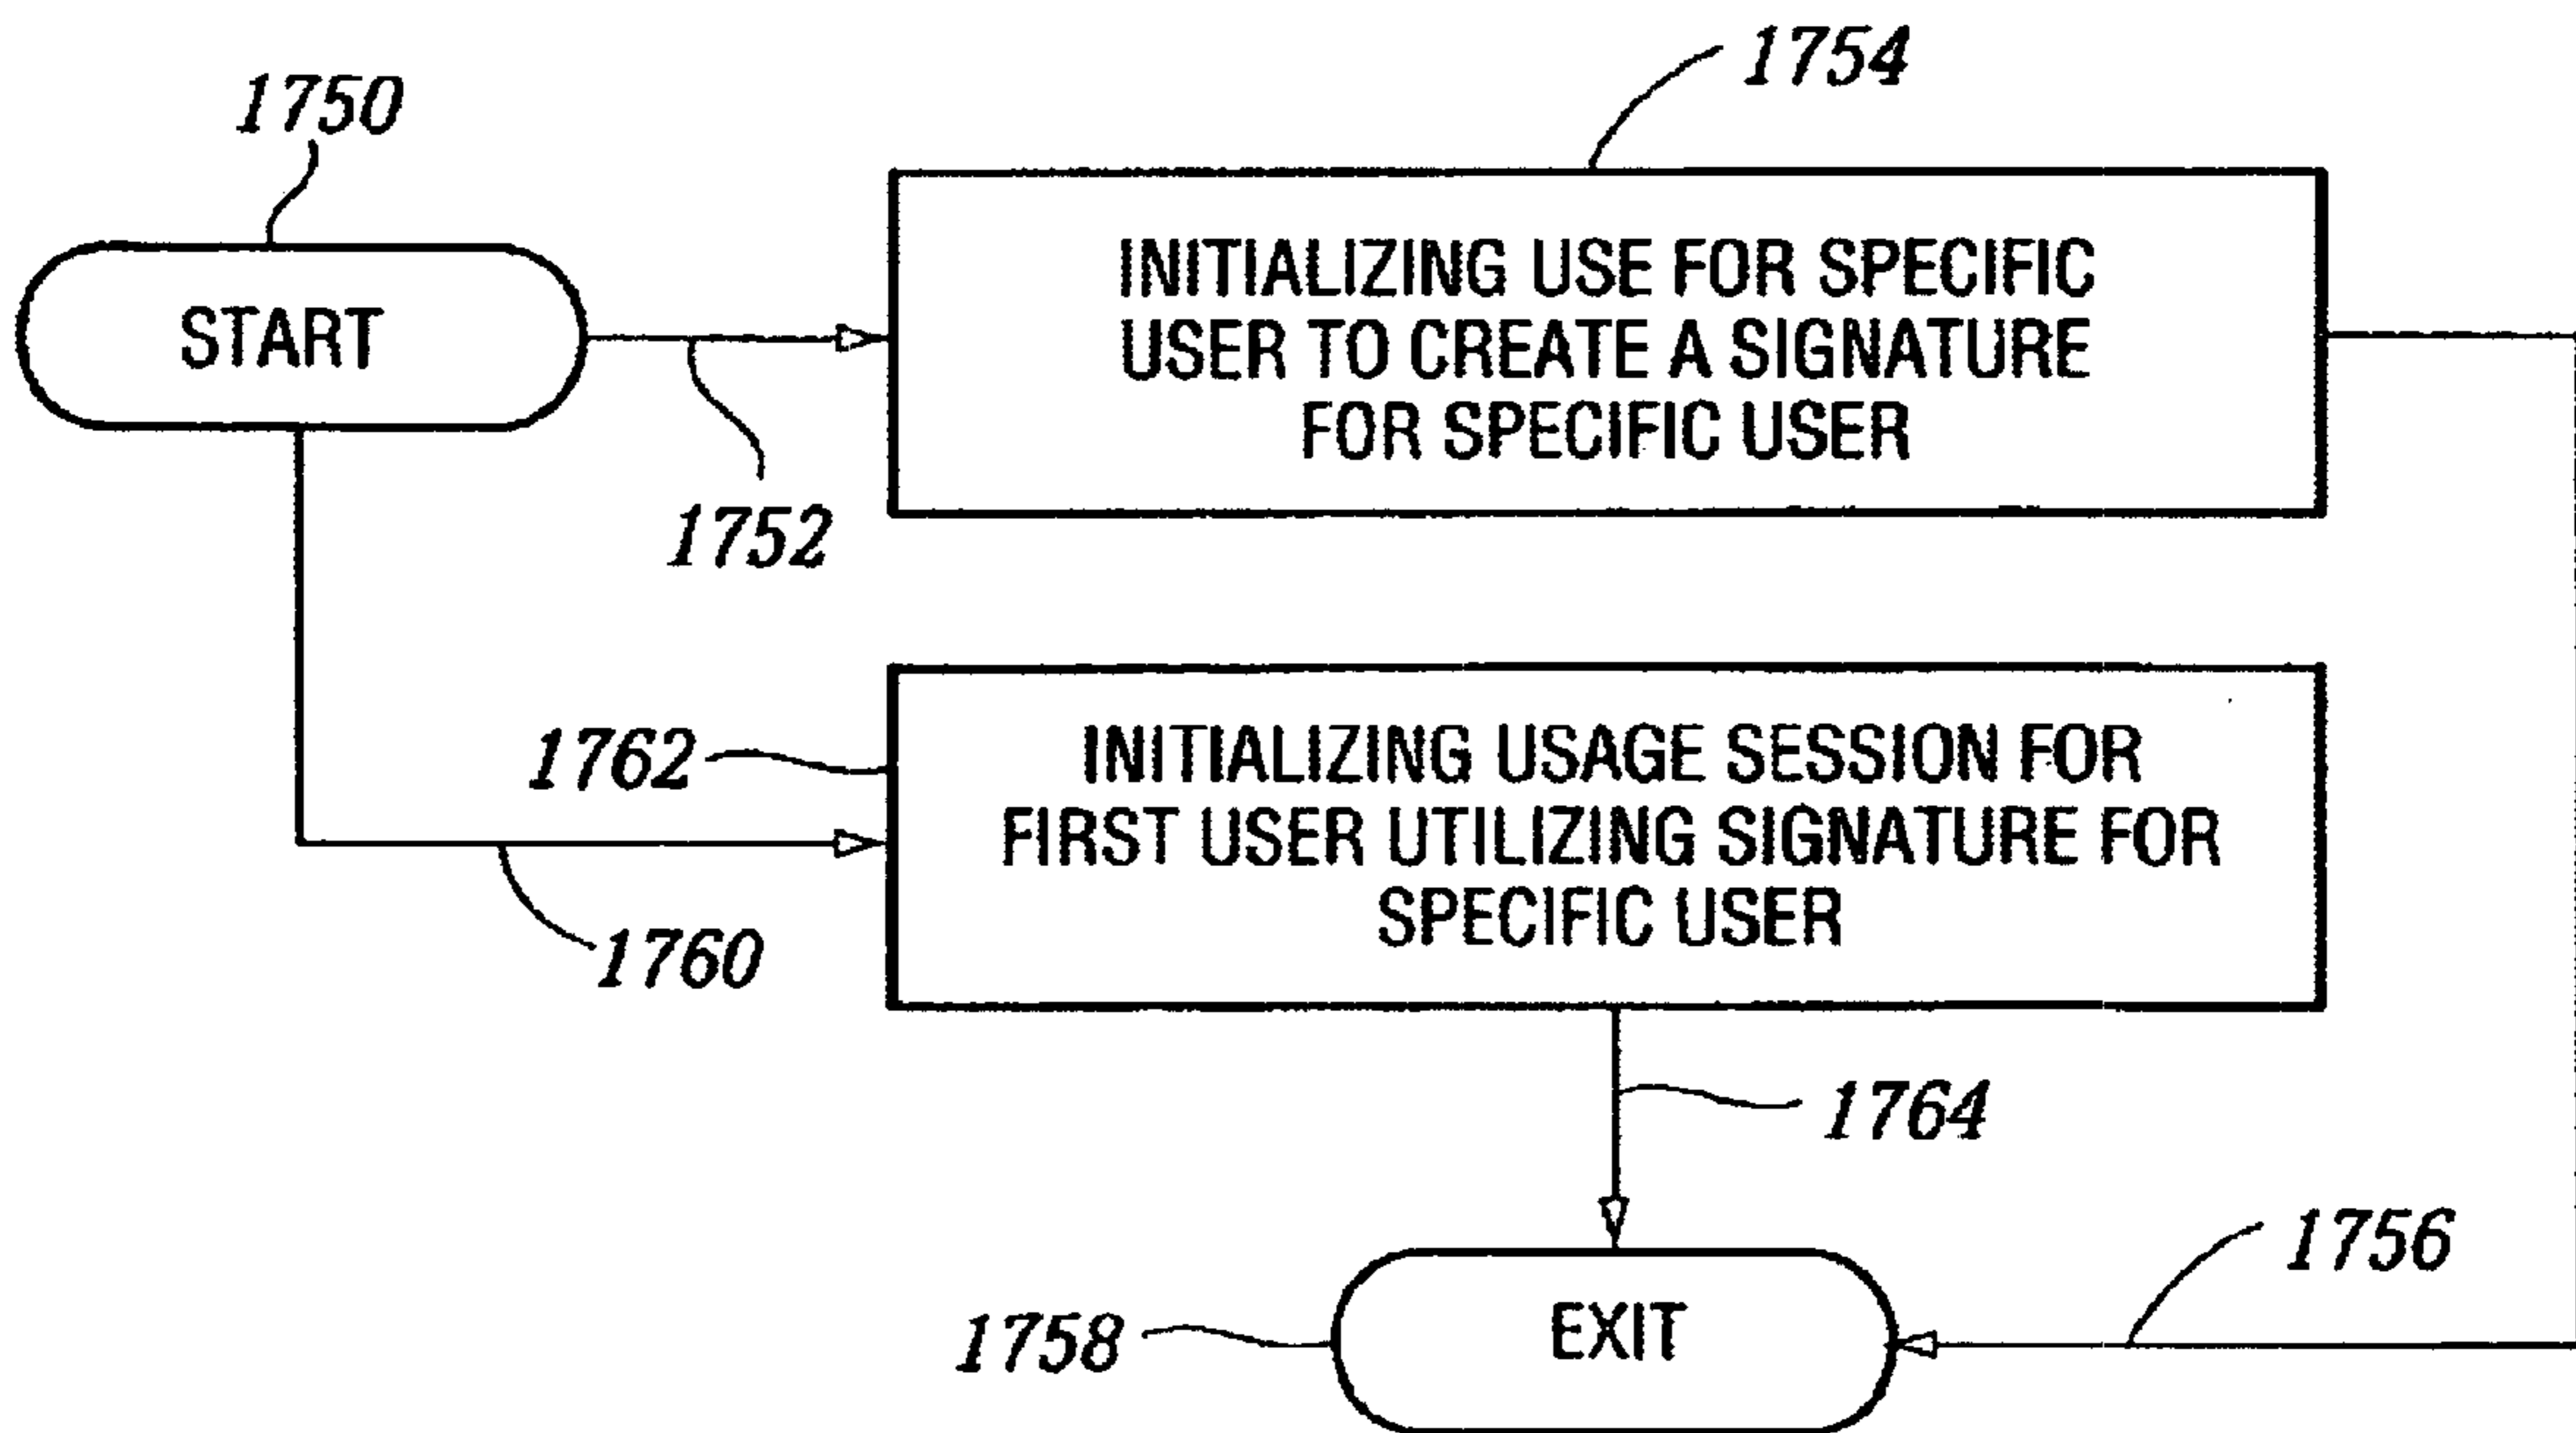 1754
1750
INITIALIZING USE FOR SPECIFIC
USER TO CREATE A SIGNATURE
FOR SPECIFIC USER
START
1752
1762
INITIALIZING USAGE SESSION FOR
FIRST USER UTILIZING SIGNATURE FOR
SPECIFIC USER
1760
1764
1756
1758
EXIT